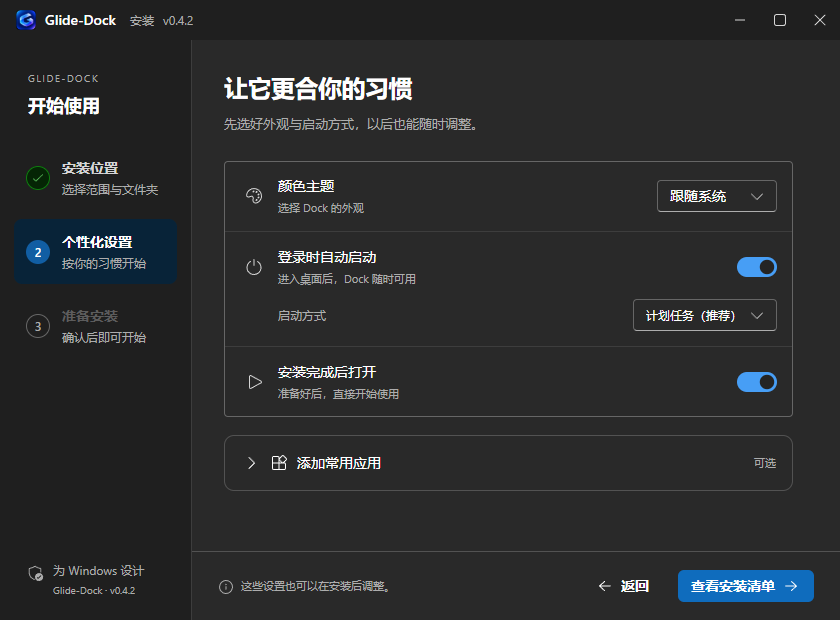 Glide-Dock 安装 v0.4.2
GLIDE-DOCK
开始使用
安装位置
选择范围与文件夹
2
个性化设置
按你的习惯开始
3
准备安装
确认后即可开始
为 Windows 设计
Glide-Dock · v0.4.2
让它更合你的习惯
先选好外观与启动方式，以后也能随时调整。
颜色主题
选择 Dock 的外观
跟随系统
登录时自动启动
进入桌面后，Dock 随时可用
启动方式
计划任务（推荐）
安装完成后打开
准备好后，直接开始使用
添加常用应用
可选
这些设置也可以在安装后调整。
返回
查看安装清单